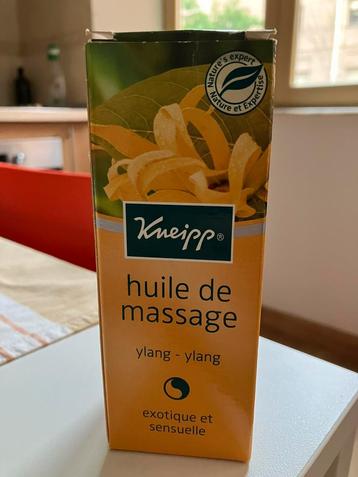 Nature's expert
Nature et Expertise
Kneipp®
huile de
massage
ylang - ylang
exotique et
sensuelle